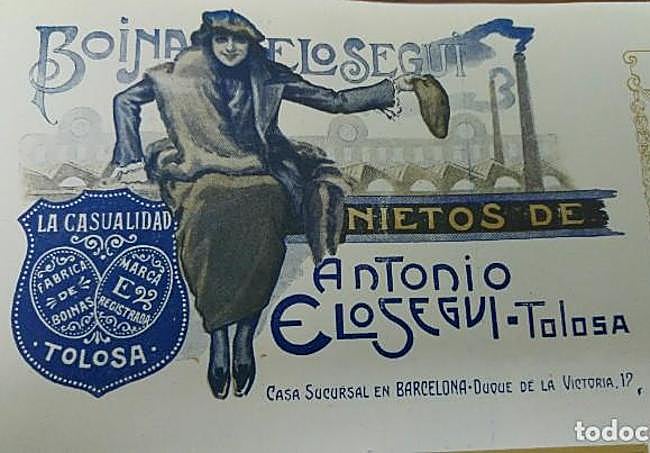 BOINA ELOSEGUI
LA CASUALIDAD
FABRICA
DE
BOINAS
MARCA
E
REGISTRADA
· TOLOSA ·
NIETOS DE
ANTONIO
ELOSEGUI - TOLOSA
CASA SUCURSAL EN BARCELONA - DUQUE DE LA VICTORIA, 17,
todoc